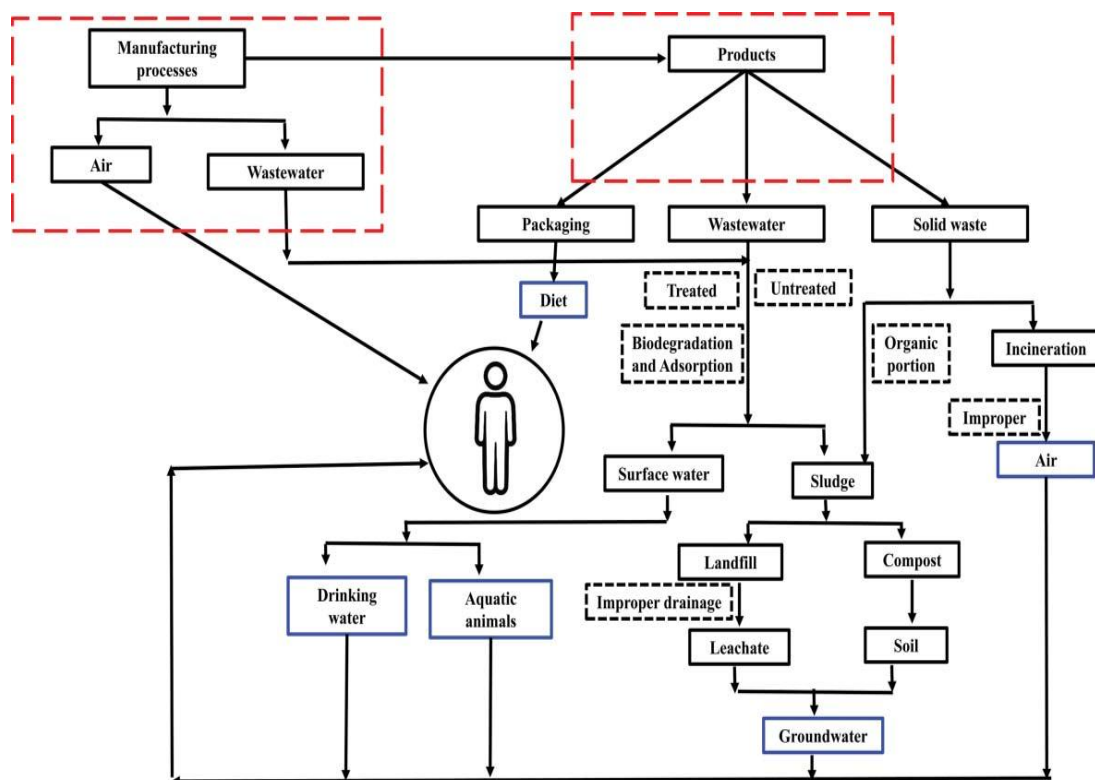 Manufacturing
processes
Products
Air
Wastewater
Packaging
Wastewater
Solid waste
Treated
Untreated
Diet
Biodegradation
and Adsorption
Organic
portion
Incineration
Improper
Surface water
Sludge
Air
Landfill
Compost
Drinking
water
Aquatic
animals
Improper drainage
Leachate
Soil
Groundwater